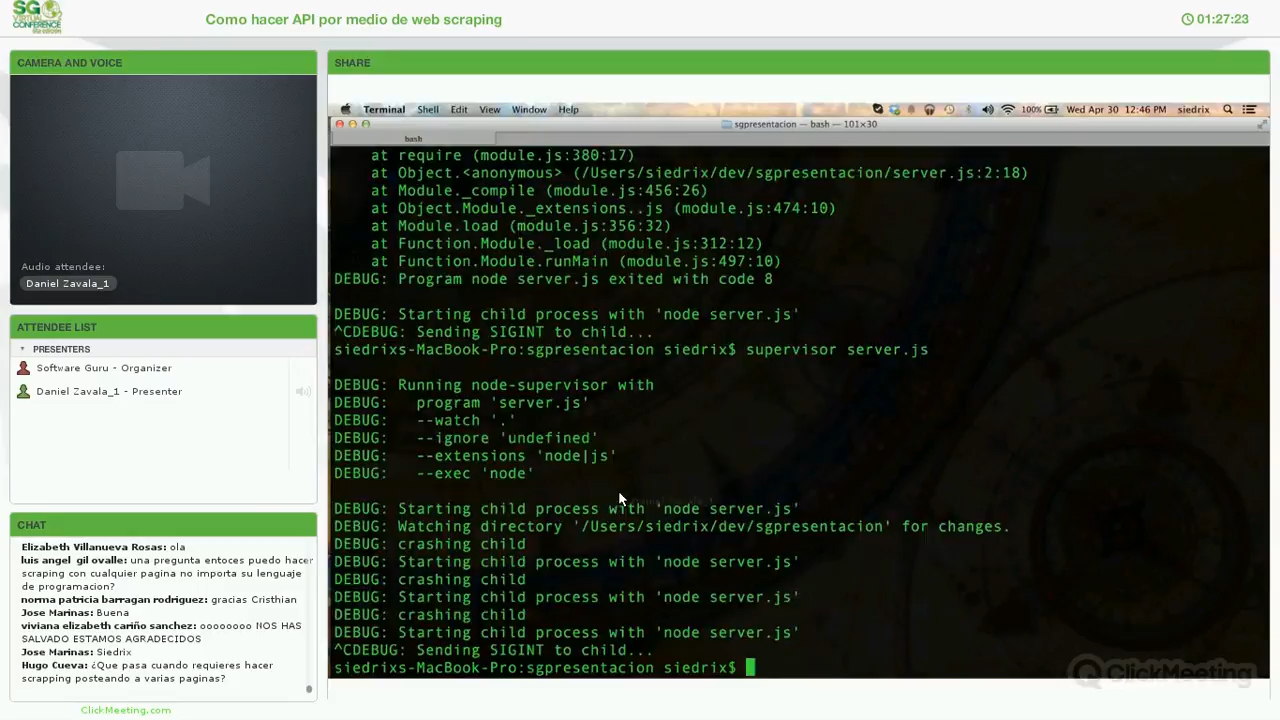 SG
VIRTUAL
CONFERENCE
Como hacer API por medio de web scraping
01:27:23
CAMERA AND VOICE
Audio attendee:
Daniel Zavala_1
ATTENDEE LIST
PRESENTERS
Software Guru - Organizer
Daniel Zavala_1 - Presenter
CHAT
Elizabeth Villanueva Rosas: ola
luis angel gil ovalle: una pregunta entoces puedo hacer
scraping con cualquier pagina no importa su lenguaje
de programacion?
norma patricia barragan rodriguez: gracias Cristhian
Jose Marinas: Buena
viviana elizabeth cariño sanchez: oooooooo NOS HAS
SALVADO ESTAMOS AGRADECIDOS
Jose Marinas: Siedrix
Hugo Cueva: ¿Que pasa cuando requieres hacer
scrapping posteando a varias paginas?
ClickMeeting.com
SHARE
Terminal Shell Edit View Window Help
100% Wed Apr 30 12:46 PM siedrix
sgpresentacion — bash — 101×30
bash
at require (module.js:380:17)
at Object.<anonymous> (/Users/siedrix/dev/sgpresentacion/server.js:2:18)
at Module._compile (module.js:456:26)
at Object.Module._extensions..js (module.js:474:10)
at Module.load (module.js:356:32)
at Function.Module._load (module.js:312:12)
at Function.Module.runMain (module.js:497:10)
DEBUG: Program node server.js exited with code 8
DEBUG: Starting child process with 'node server.js'
^CDEBUG: Sending SIGINT to child...
siedrixs-MacBook-Pro:sgpresentacion siedrix$ supervisor server.js
DEBUG: Running node-supervisor with
DEBUG: program 'server.js'
DEBUG: --watch '.'
DEBUG: --ignore 'undefined'
DEBUG: --extensions 'node|js'
DEBUG: --exec 'node'
DEBUG: Starting child process with 'node server.js'
DEBUG: Watching directory '/Users/siedrix/dev/sgpresentacion' for changes.
DEBUG: crashing child
DEBUG: Starting child process with 'node server.js'
DEBUG: crashing child
DEBUG: Starting child process with 'node server.js'
DEBUG: crashing child
DEBUG: Starting child process with 'node server.js'
^CDEBUG: Sending SIGINT to child...
siedrixs-MacBook-Pro:sgpresentacion siedrix$
ClickMeeting